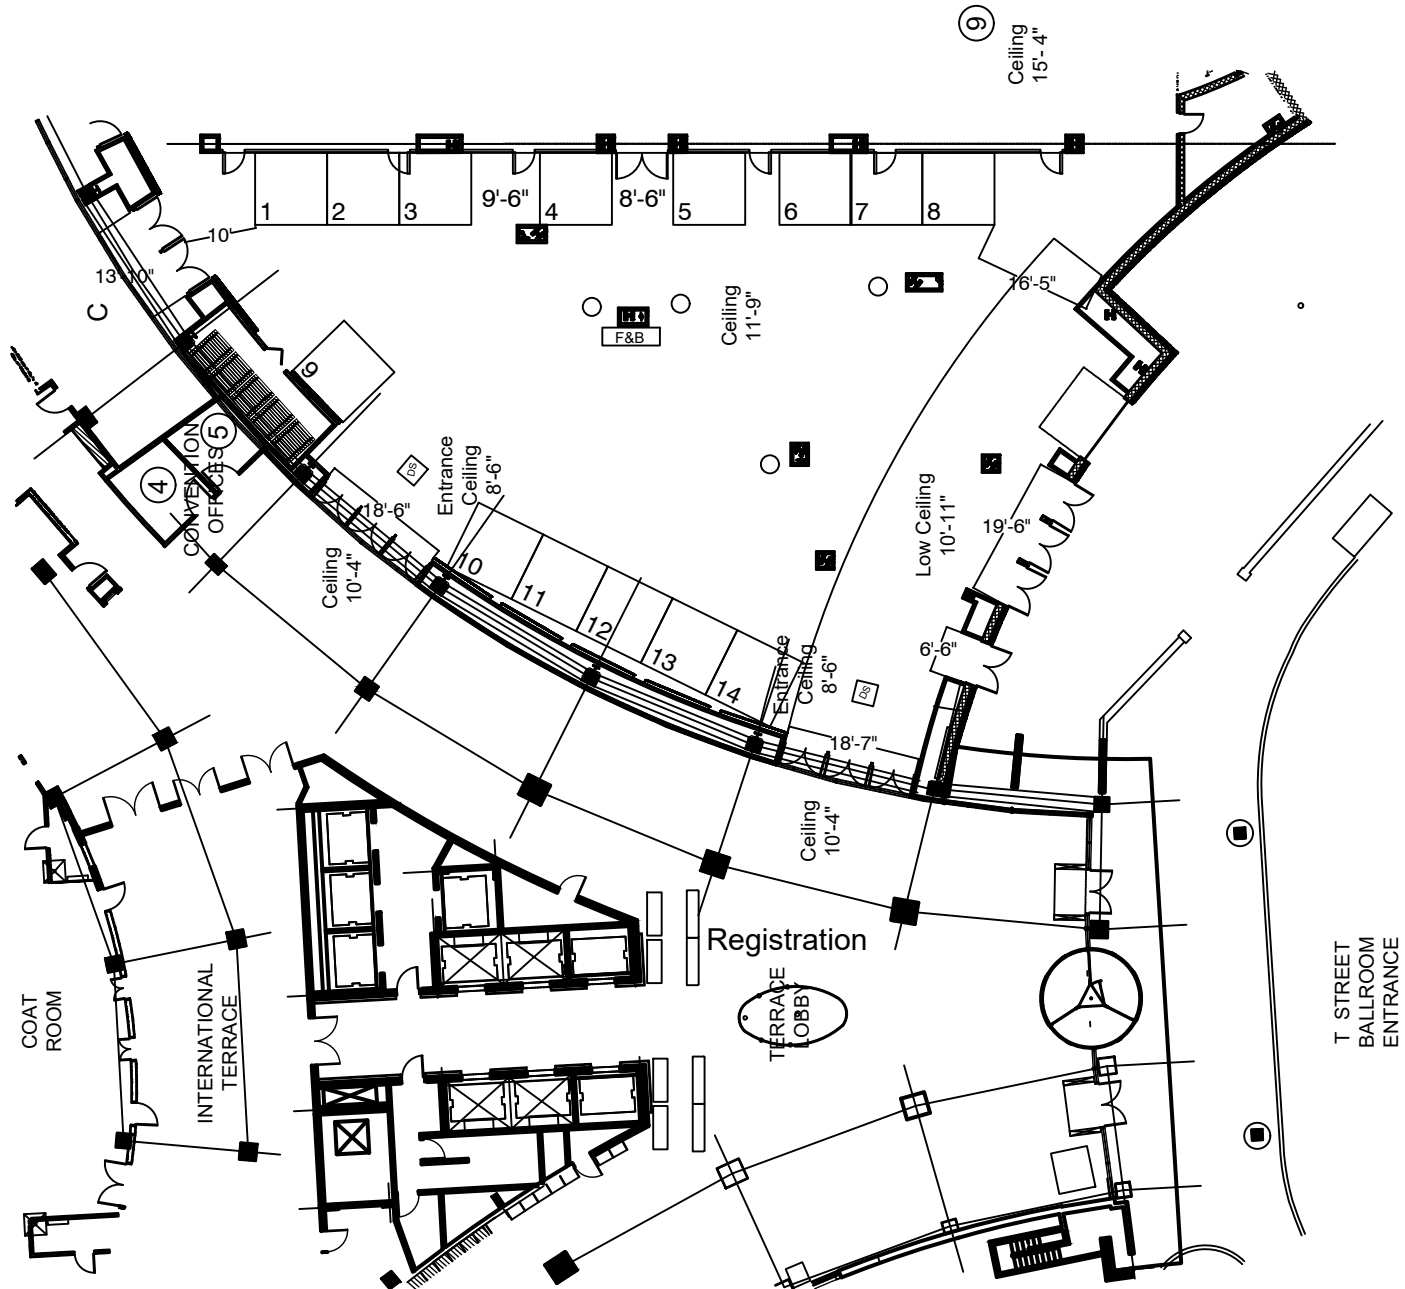 9
Ceiling
15'- 4"
1
2
3
9'-6"
4
8'-6"
5
6
7
8
10'
13'-10"
16'-5"
C
Ceiling
11'-9"
F&B
9
5
4
CONVENTION
OFFICES
DS
Entrance
Ceiling
8'-6"
18'-6"
Ceiling
10'-4"
10
11
12
13
14
Low Ceiling
10'-11"
19'-6"
6'-6"
Entrance
Ceiling
8'-6"
DS
18'-7"
Ceiling
10'-4"
Registration
TERRACE
LOBBY
COAT
ROOM
INTERNATIONAL
TERRACE
T STREET
BALLROOM
ENTRANCE